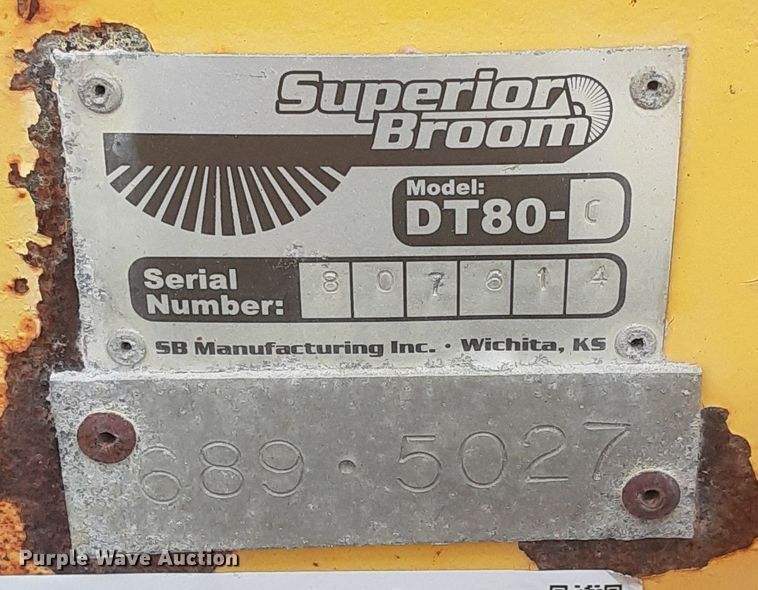 Superior
Broom
Model:
DT80-C
Serial
Number: 807614
SB Manufacturing Inc. · Wichita, KS
689·5027
Purple Wave Auction